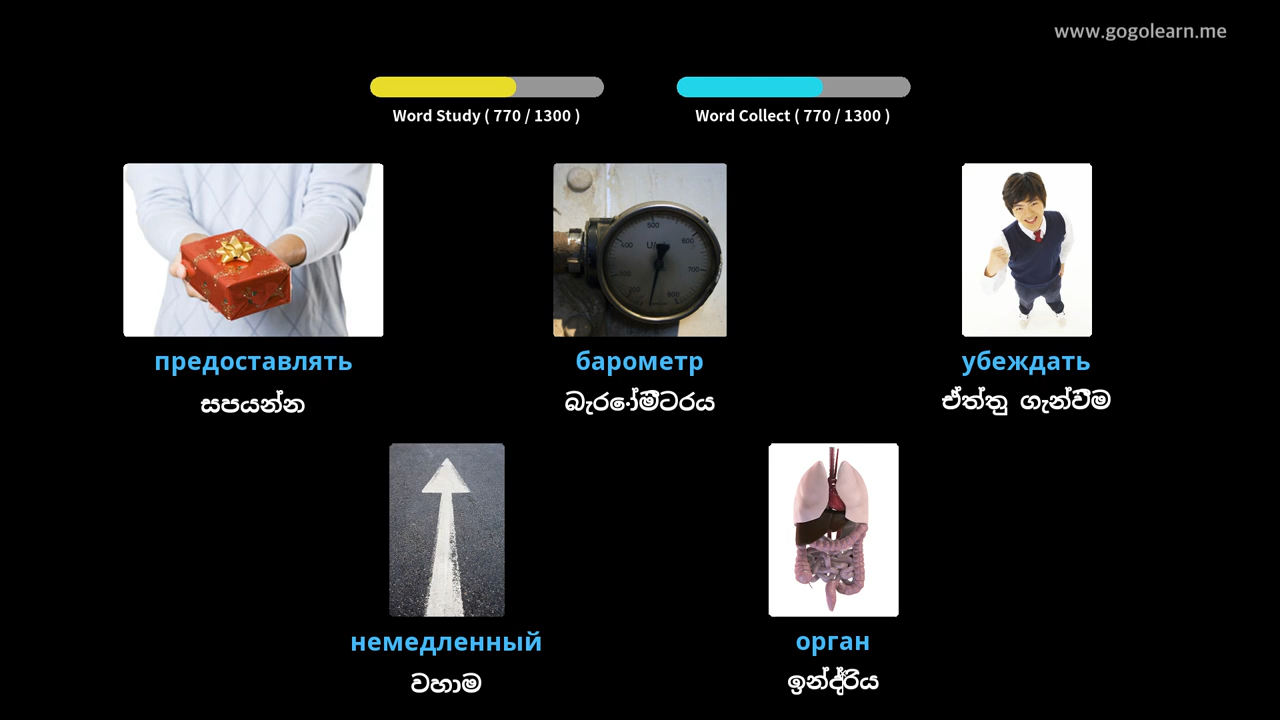 www.gogolearn.me
Word Study ( 770 / 1300 )
Word Collect ( 770 / 1300 )
предоставлять
барометр
убеждать
සපයන්න
බැරෝමීටරය
ඒත්තු ගැන්වීම
немедленный
орган
වහාම
ඉන්ද්‍රිය